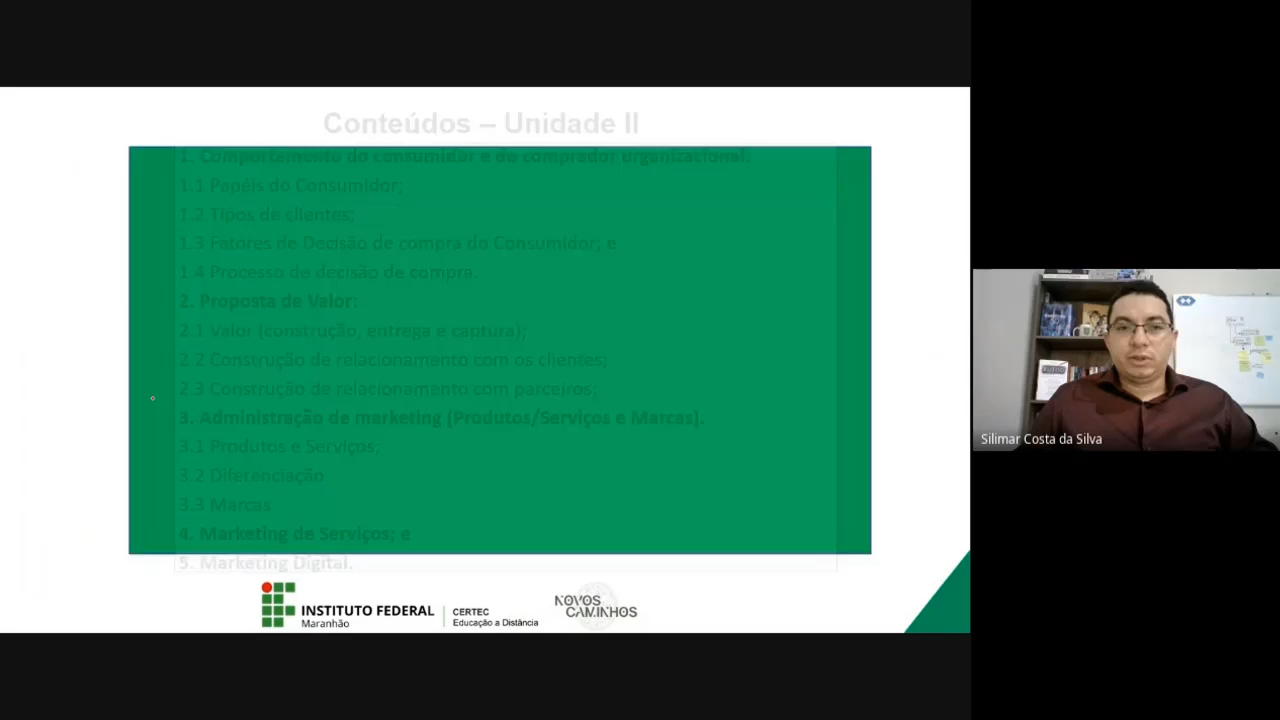 Conteúdos – Unidade II
1. Comportamento do consumidor e do comprador organizacional:
1.1 Papéis do Consumidor;
1.2 Tipos de clientes;
1.3 Fatores de Decisão de compra do Consumidor; e
1.4 Processo de decisão de compra.
2. Proposta de Valor:
2.1 Valor (construção, entrega e captura);
2.2 Construção de relacionamento com os clientes;
2.3 Construção de relacionamento com parceiros;
3. Administração de marketing (Produtos/Serviços e Marcas).
3.1 Produtos e Serviços;
3.2 Diferenciação
3.3 Marcas
4. Marketing de Serviços; e
5. Marketing Digital.
INSTITUTO FEDERAL
Maranhão
CERTEC
Educação a Distância
NOVOS
CAMINHOS
Silimar Costa da Silva